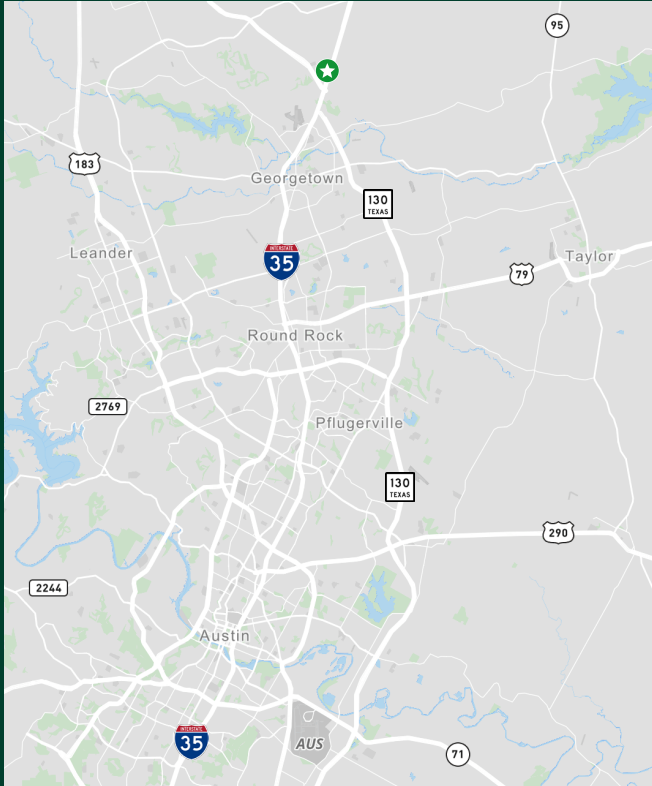 95
183
Georgetown
130
TEXAS
Leander
INTERSTATE
35
Taylor
79
Round Rock
2769
Pflugerville
130
TEXAS
290
2244
Austin
INTERSTATE
35
AUS
71